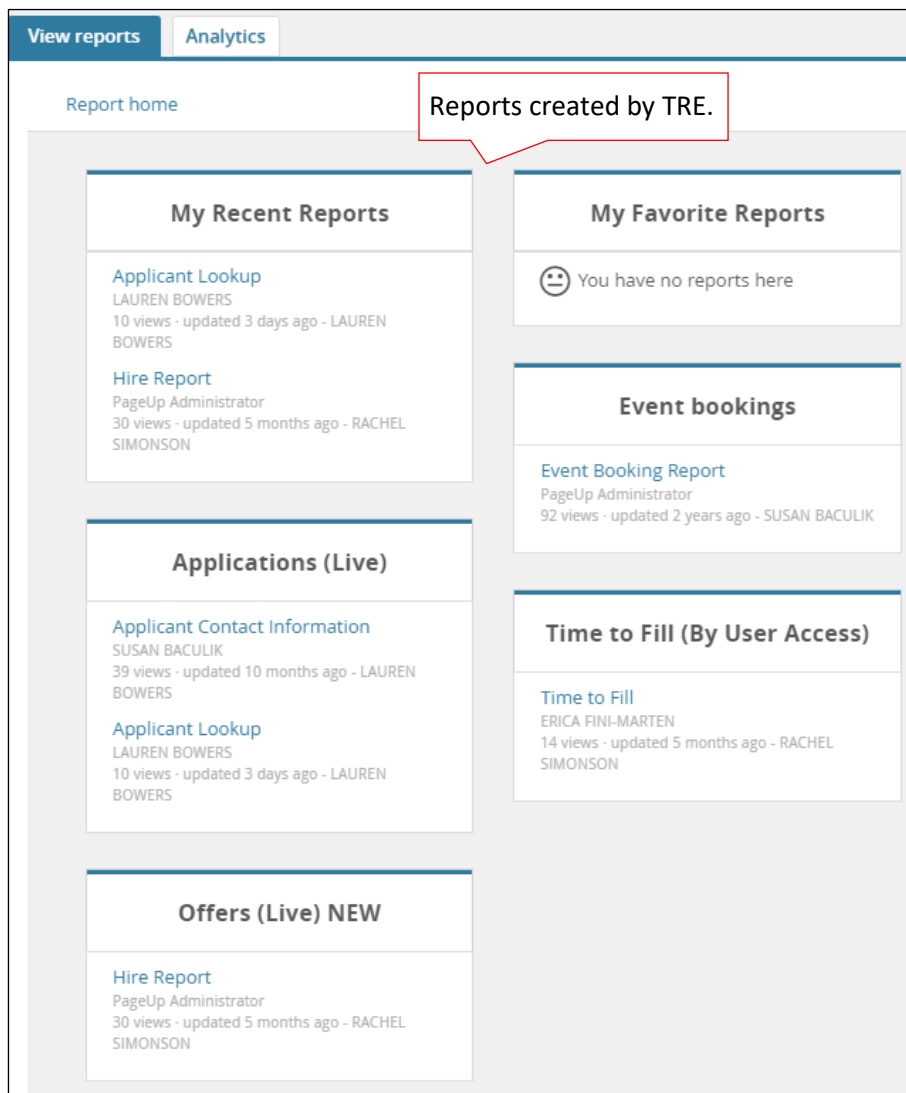 View reports
Analytics
Report home
Reports created by TRE.
My Recent Reports
Applicant Lookup
LAUREN BOWERS
10 views · updated 3 days ago - LAUREN
BOWERS
Hire Report
PageUp Administrator
30 views · updated 5 months ago - RACHEL
SIMONSON
Applications (Live)
Applicant Contact Information
SUSAN BACULIK
39 views · updated 10 months ago - LAUREN
BOWERS
Applicant Lookup
LAUREN BOWERS
10 views · updated 3 days ago - LAUREN
BOWERS
Offers (Live) NEW
Hire Report
PageUp Administrator
30 views · updated 5 months ago - RACHEL
SIMONSON
My Favorite Reports
You have no reports here
Event bookings
Event Booking Report
PageUp Administrator
92 views · updated 2 years ago - SUSAN BACULIK
Time to Fill (By User Access)
Time to Fill
ERICA FINI-MARTEN
14 views · updated 5 months ago - RACHEL
SIMONSON